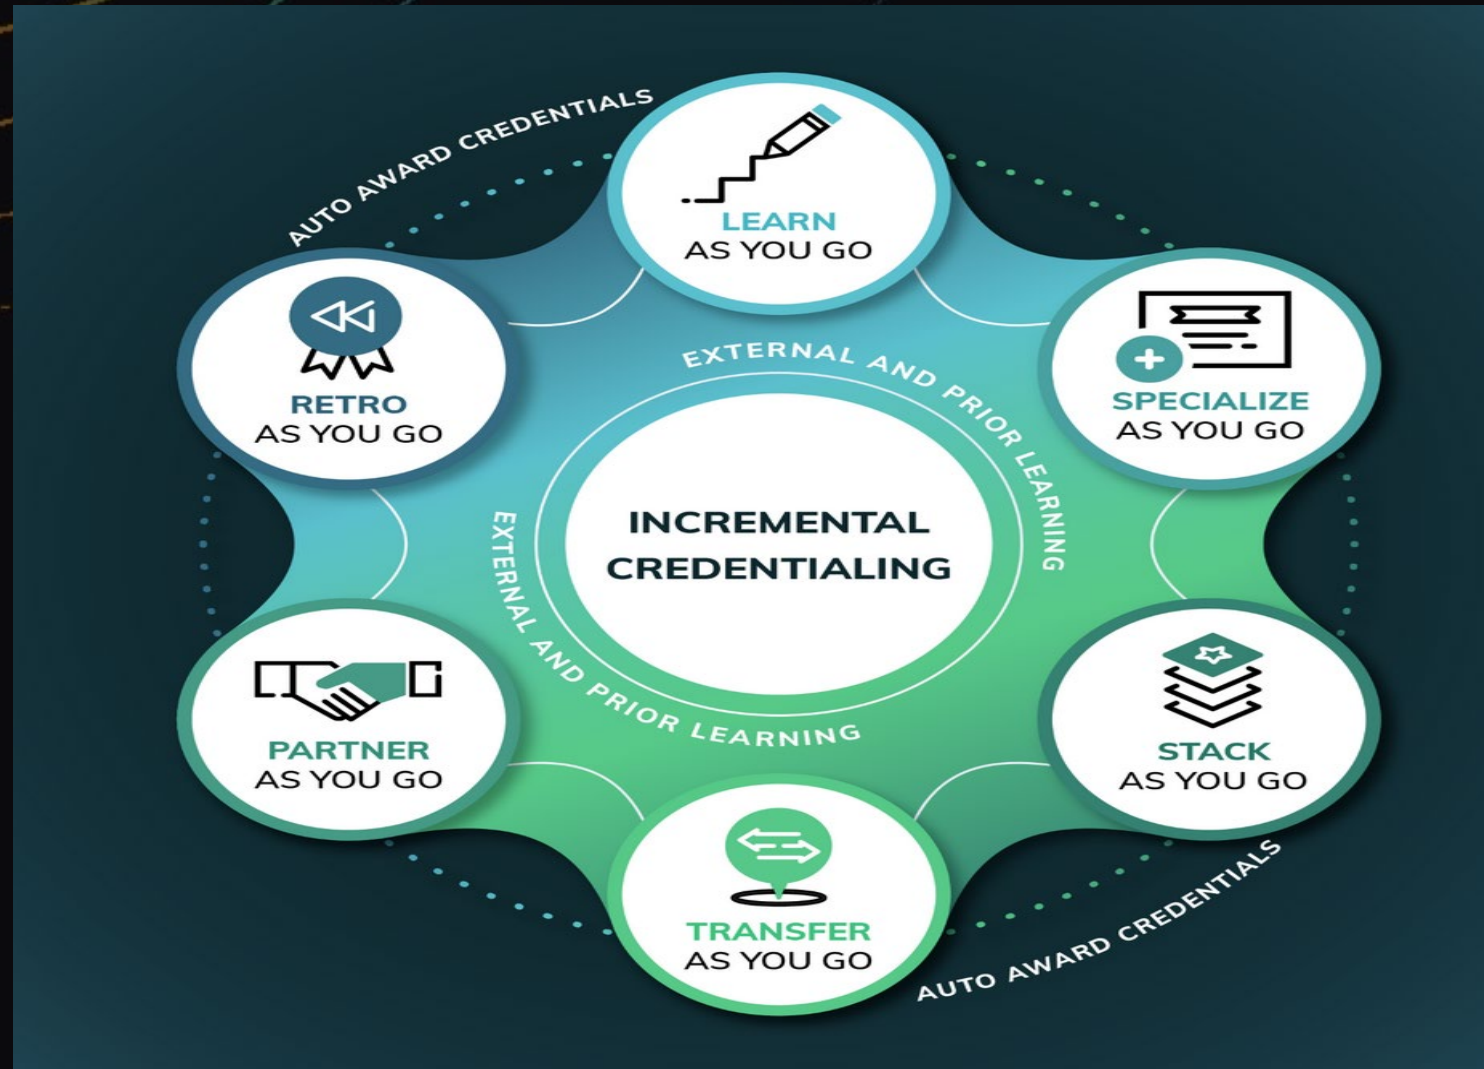 AUTO AWARD CREDENTIALS
LEARN
AS YOU GO
RETRO
AS YOU GO
SPECIALIZE
AS YOU GO
EXTERNAL AND PRIOR LEARNING
INCREMENTAL
CREDENTIALING
EXTERNAL AND PRIOR LEARNING
PARTNER
AS YOU GO
STACK
AS YOU GO
TRANSFER
AS YOU GO
AUTO AWARD CREDENTIALS